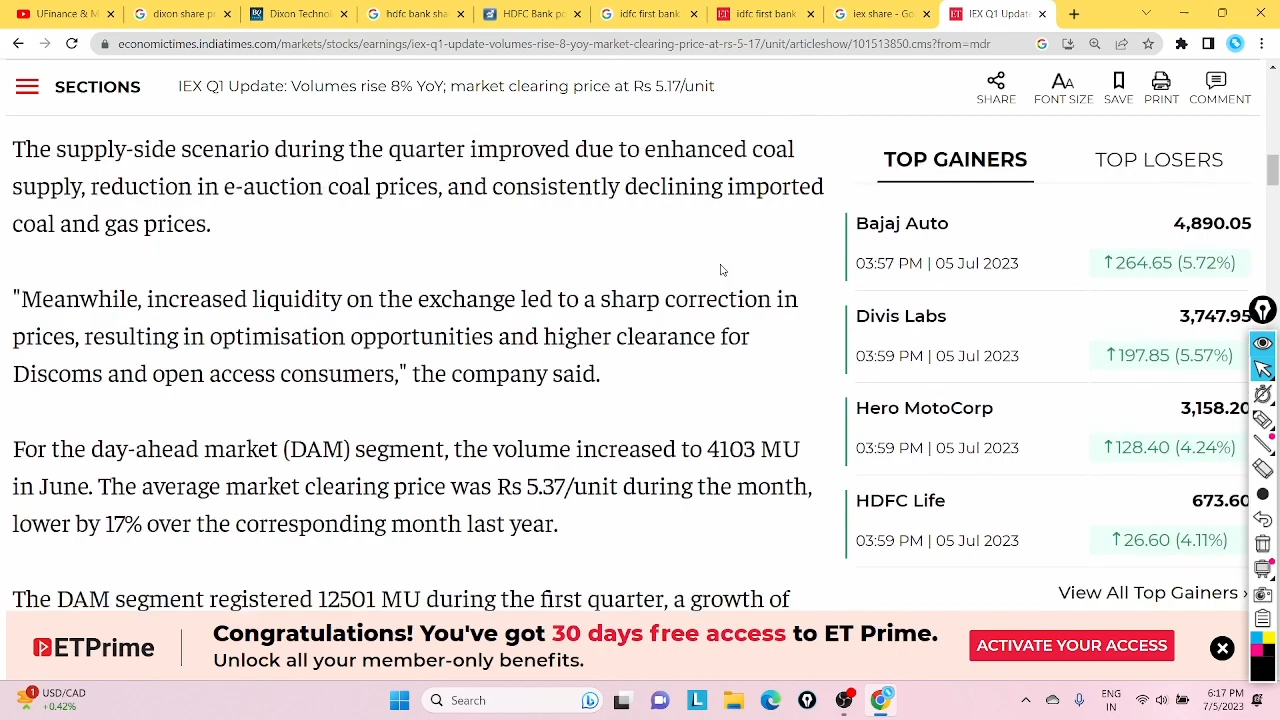 UFinance & M
dixon share p
Dixon Technol
hdfc bank sha
HDFC Bank po
idfc first bank
idfc first bank
iex share - Go
IEX Q1 Update
economictimes.indiatimes.com/markets/stocks/earnings/iex-q1-update-volumes-rise-8-yoy-market-clearing-price-at-rs-5-17/unit/articleshow/101513850.cms?from=mdr
SECTIONS
IEX Q1 Update: Volumes rise 8% YoY; market clearing price at Rs 5.17/unit
SHARE
FONT SIZE
SAVE
PRINT
COMMENT
The supply-side scenario during the quarter improved due to enhanced coal
supply, reduction in e-auction coal prices, and consistently declining imported
coal and gas prices.
"Meanwhile, increased liquidity on the exchange led to a sharp correction in
prices, resulting in optimisation opportunities and higher clearance for
Discoms and open access consumers," the company said.
For the day-ahead market (DAM) segment, the volume increased to 4103 MU
in June. The average market clearing price was Rs 5.37/unit during the month,
lower by 17% over the corresponding month last year.
The DAM segment registered 12501 MU during the first quarter, a growth of
TOP GAINERS
TOP LOSERS
Bajaj Auto 4,890.05
03:57 PM | 05 Jul 2023 ↑264.65 (5.72%)
Divis Labs 3,747.95
03:59 PM | 05 Jul 2023 ↑197.85 (5.57%)
Hero MotoCorp 3,158.20
03:59 PM | 05 Jul 2023 ↑128.40 (4.24%)
HDFC Life 673.60
03:59 PM | 05 Jul 2023 ↑26.60 (4.11%)
View All Top Gainers ›
ETPrime
Congratulations! You've got 30 days free access to ET Prime.
Unlock all your member-only benefits.
ACTIVATE YOUR ACCESS
1
USD/CAD
+0.42%
Search
ENG
IN
6:17 PM
7/5/2023